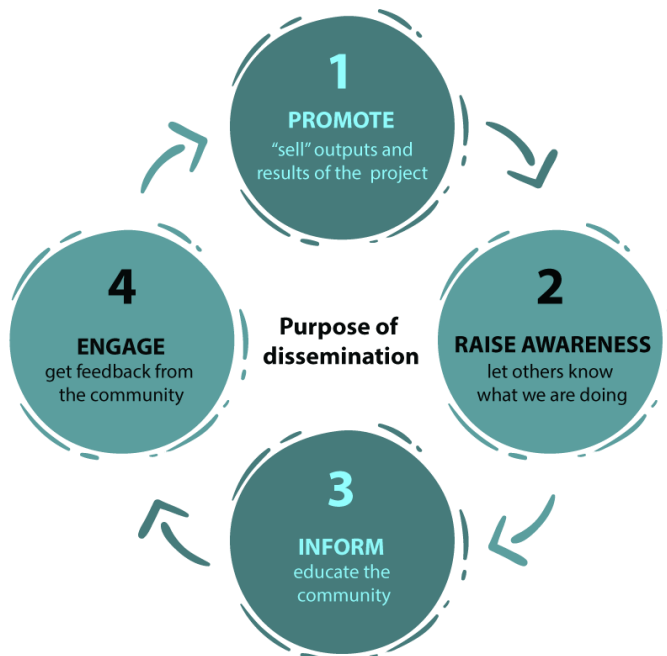 1
PROMOTE
“sell” outputs and
results of the project
2
RAISE AWARENESS
let others know
what we are doing
3
INFORM
educate the
community
4
ENGAGE
get feedback from
the community
Purpose of
dissemination